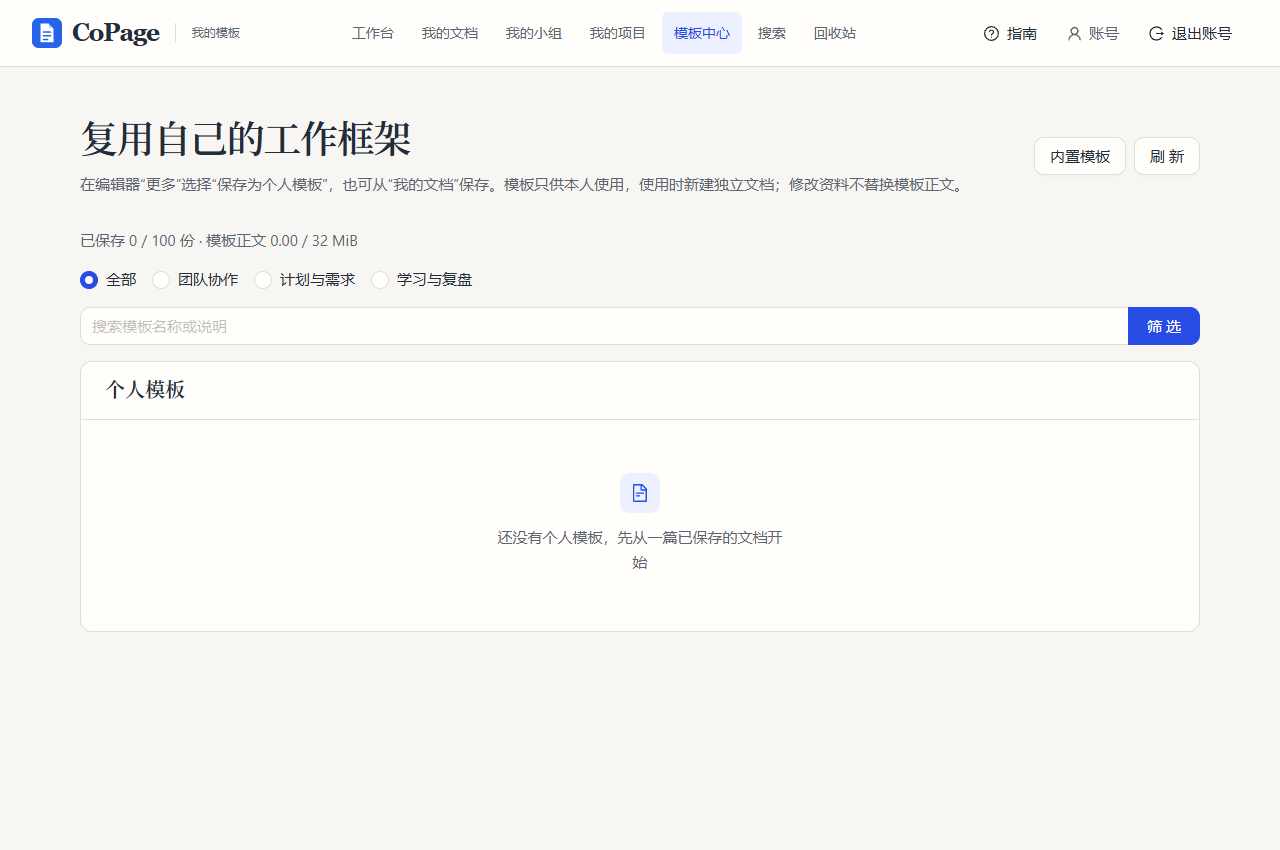 CoPage 我的模板 工作台 我的文档 我的小组 我的项目 模板中心 搜索 回收站 指南 账号 退出账号
复用自己的工作框架
内置模板 刷 新
在编辑器“更多”选择“保存为个人模板”，也可从“我的文档”保存。模板只供本人使用，使用时新建独立文档；修改资料不替换模板正文。
已保存 0 / 100 份 · 模板正文 0.00 / 32 MiB
全部 团队协作 计划与需求 学习与复盘
搜索模板名称或说明 筛 选
个人模板
还没有个人模板，先从一篇已保存的文档开
始